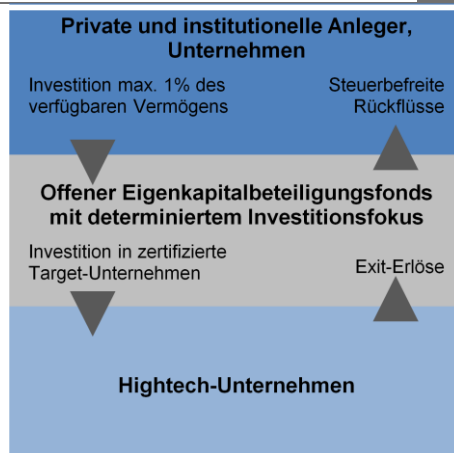 Private und institutionelle Anleger,
Unternehmen
Investition max. 1% des
verfügbaren Vermögens
Steuerbefreite
Rückflüsse
Offener Eigenkapitalbeteiligungsfonds
mit determiniertem Investitionsfokus
Investition in zertifizierte
Target-Unternehmen
Exit-Erlöse
Hightech-Unternehmen